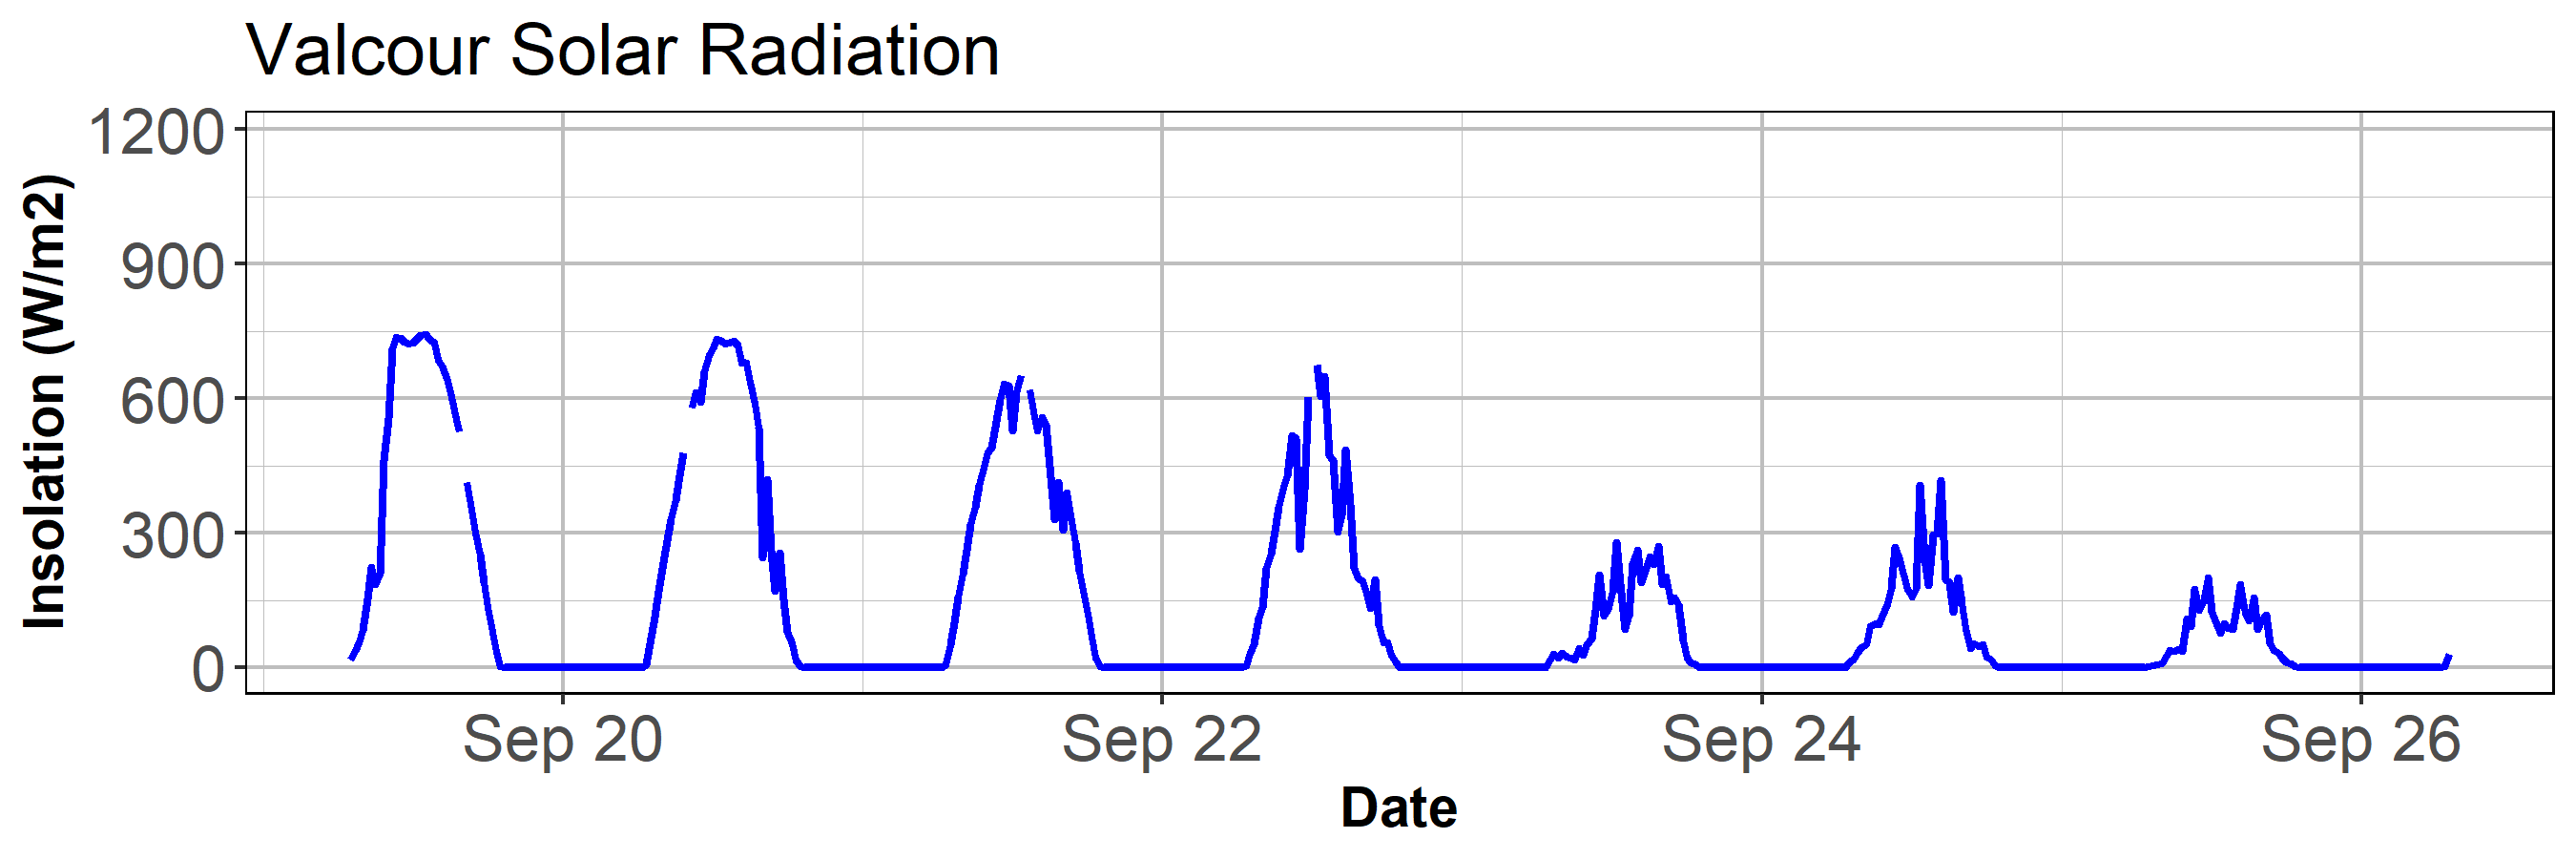 Valcour Solar Radiation
1200
900
600
300
0
Insolation (W/m2)
Sep 20
Sep 22
Sep 24
Sep 26
Date